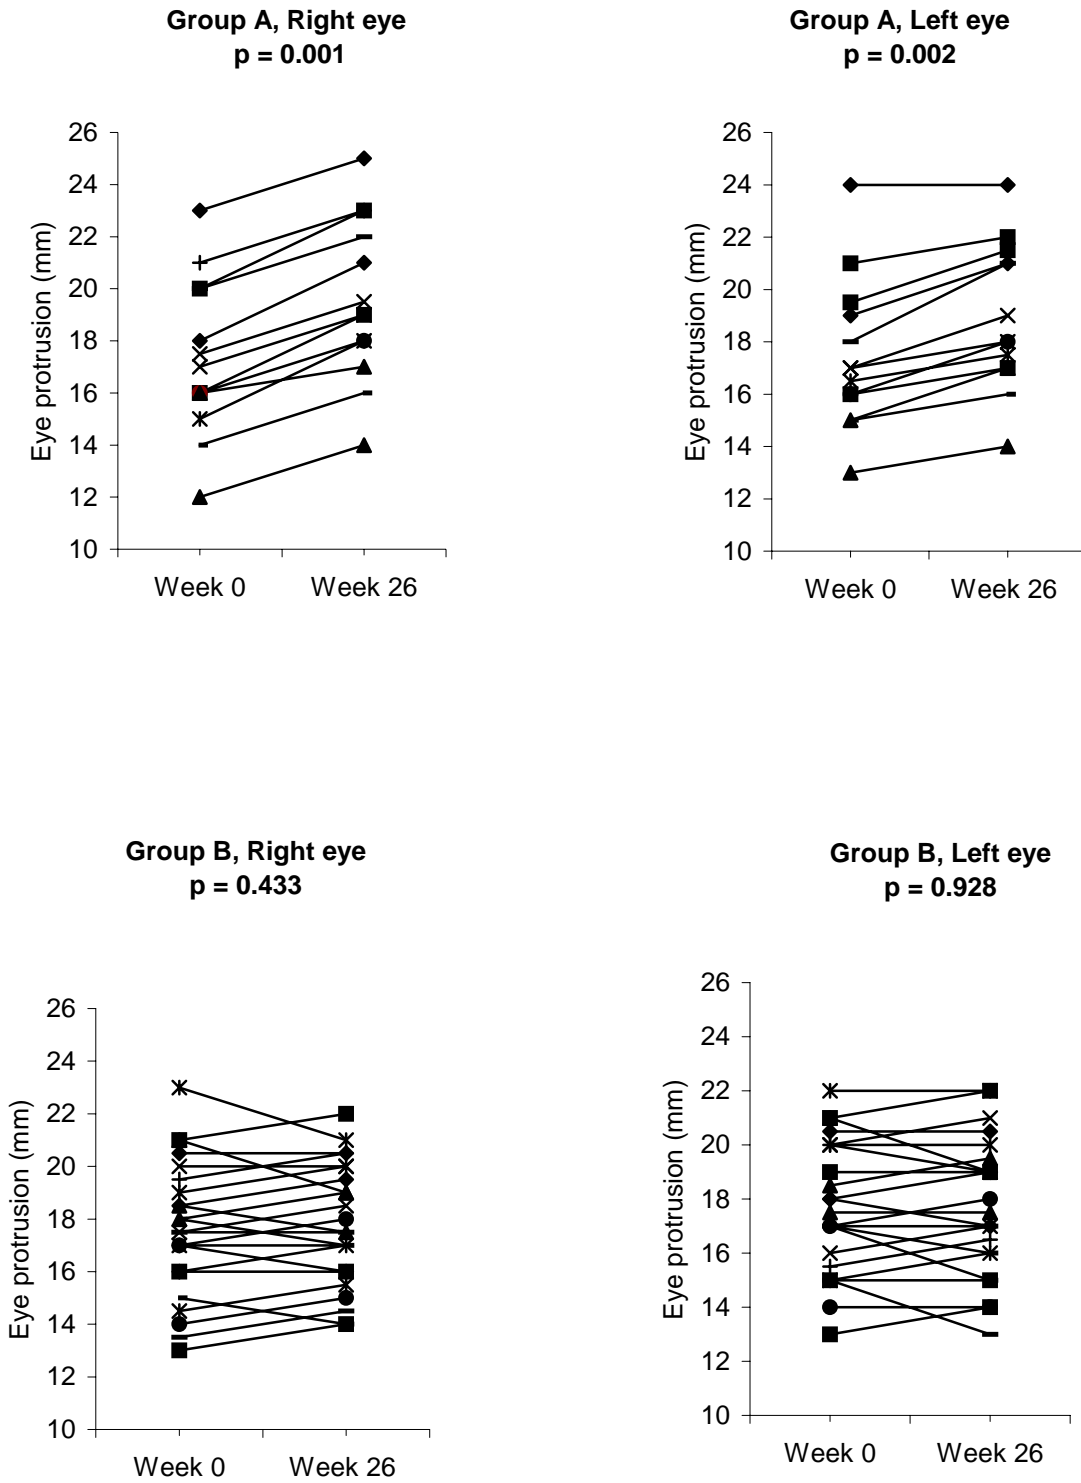 Group A, Right eye
p = 0.001
Eye protrusion (mm)
26
24
22
20
18
16
14
12
10
Week 0 Week 26
Group A, Left eye
p = 0.002
Eye protrusion (mm)
26
24
22
20
18
16
14
12
10
Week 0 Week 26
Group B, Right eye
p = 0.433
Eye protrusion (mm)
26
24
22
20
18
16
14
12
10
Week 0 Week 26
Group B, Left eye
p = 0.928
Eye protrusion (mm)
26
24
22
20
18
16
14
12
10
Week 0 Week 26